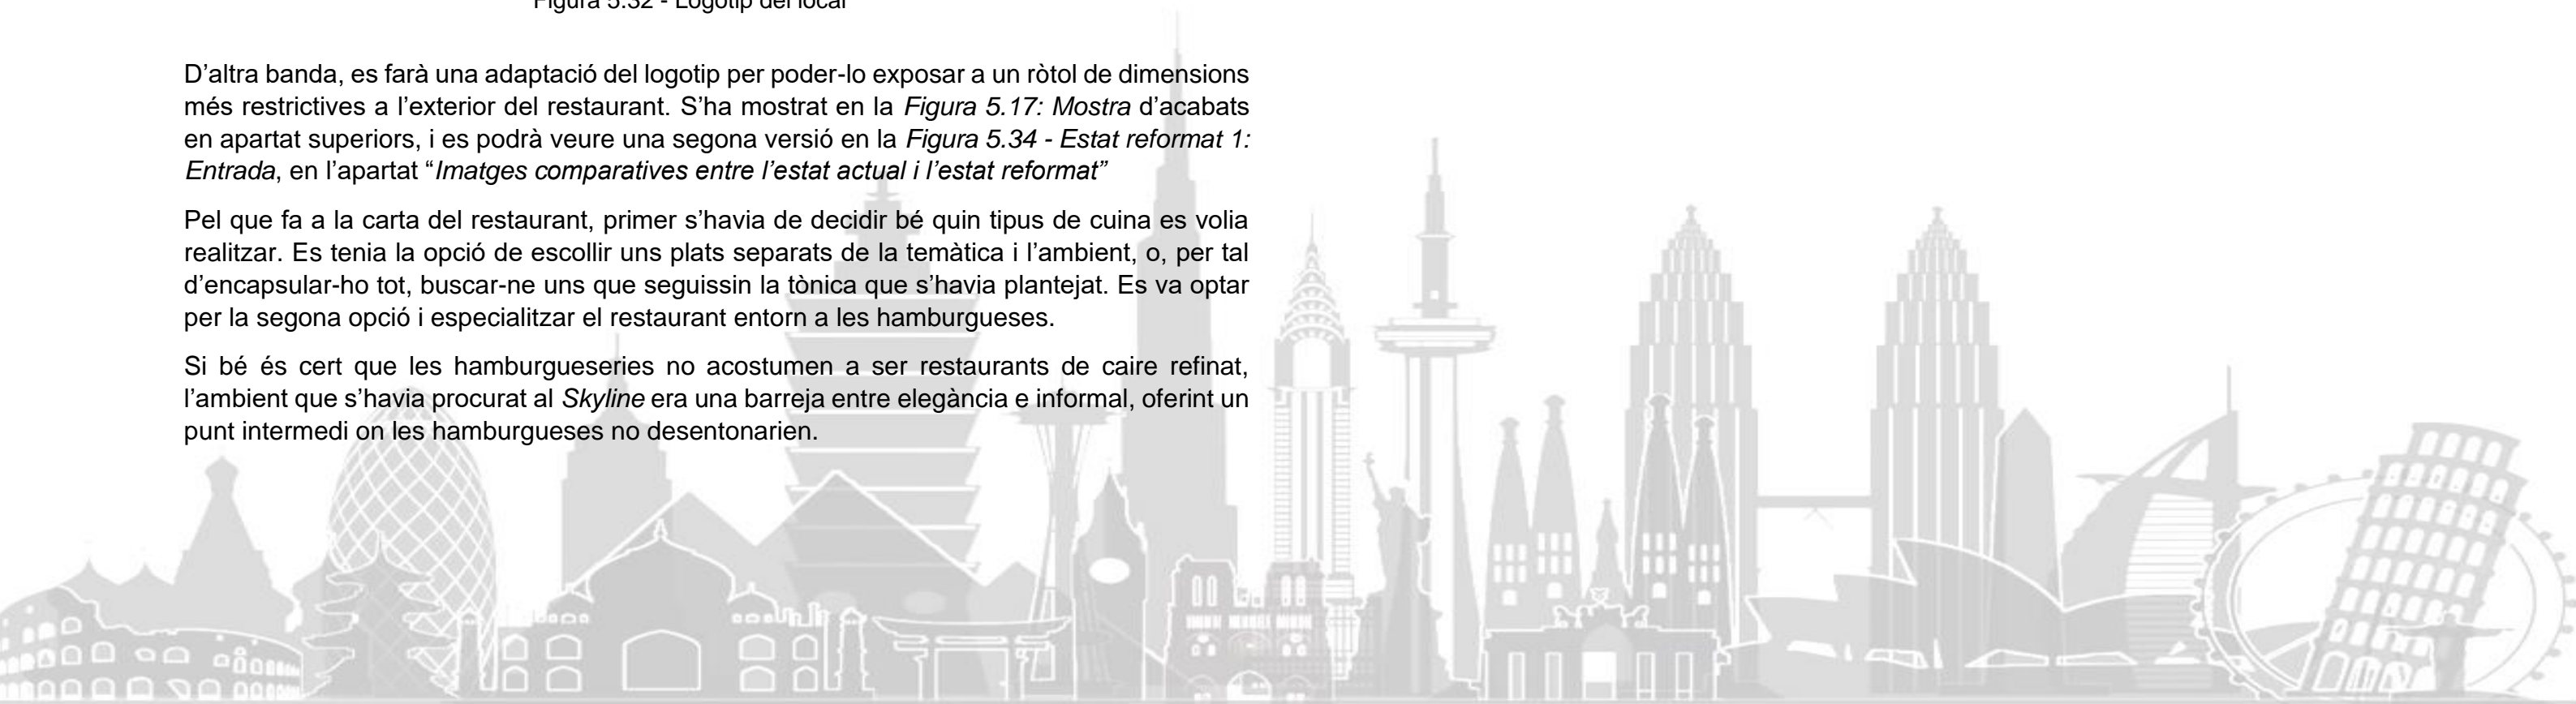 Figura 5.32 - Logotip del local
D’altra banda, es farà una adaptació del logotip per poder-lo exposar a un ròtol de dimensions
més restrictives a l’exterior del restaurant. S’ha mostrat en la Figura 5.17: Mostra d’acabats
en apartat superiors, i es podrà veure una segona versió en la Figura 5.34 - Estat reformat 1:
Entrada, en l’apartat “Imatges comparatives entre l’estat actual i l’estat reformat”
Pel que fa a la carta del restaurant, primer s’havia de decidir bé quin tipus de cuina es volia
realitzar. Es tenia la opció de escollir uns plats separats de la temàtica i l’ambient, o, per tal
d’encapsular-ho tot, buscar-ne uns que seguissin la tònica que s’havia plantejat. Es va optar
per la segona opció i especialitzar el restaurant entorn a les hamburgueses.
Si bé és cert que les hamburgueseries no acostumen a ser restaurants de caire refinat,
l’ambient que s’havia procurat al Skyline era una barreja entre elegància e informal, oferint un
punt intermedi on les hamburgueses no desentonarien.